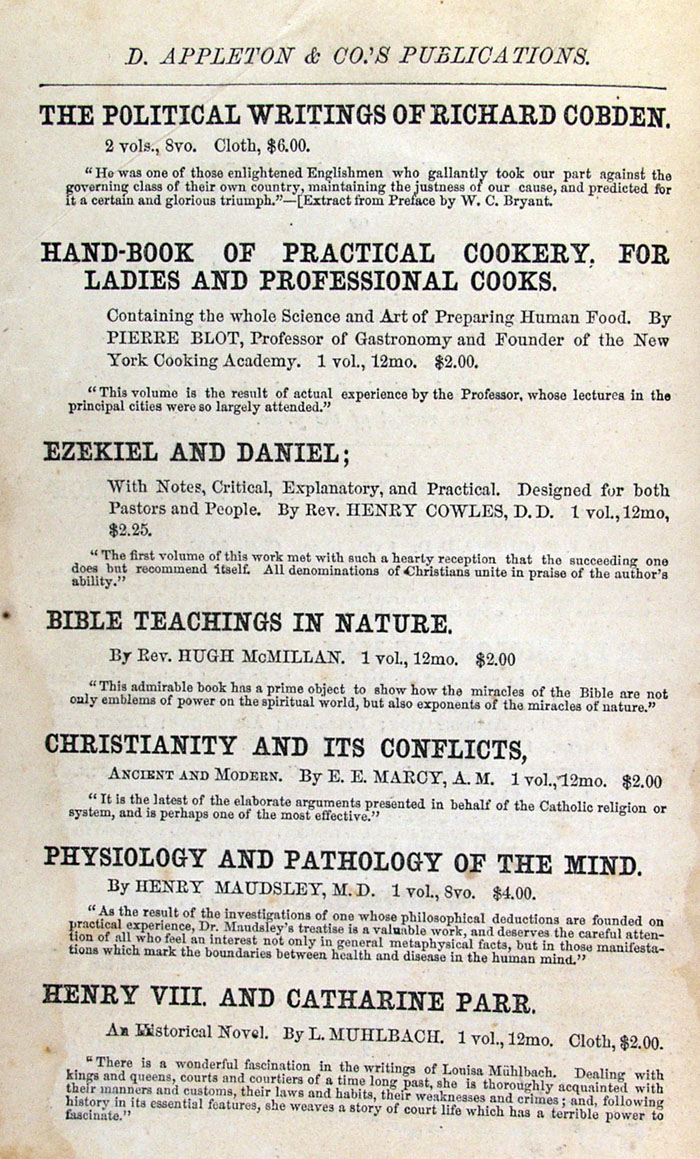 D. APPLETON & CO.'S PUBLICATIONS.
THE POLITICAL WRITINGS OF RICHARD COBDEN.
2 vols., 8vo. Cloth, $6.00.
"He was one of those enlightened Englishmen who gallantly took our part against the
governing class of their own country, maintaining the justness of our cause, and predicted for
it a certain and glorious triumph."—[Extract from Preface by W. C. Bryant.
HAND-BOOK OF PRACTICAL COOKERY. FOR
LADIES AND PROFESSIONAL COOKS.
Containing the whole Science and Art of Preparing Human Food. By
PIERRE BLOT, Professor of Gastronomy and Founder of the New
York Cooking Academy. 1 vol., 12mo. $2.00.
"This volume is the result of actual experience by the Professor, whose lectures in the
principal cities were so largely attended."
EZEKIEL AND DANIEL;
With Notes, Critical, Explanatory, and Practical. Designed for both
Pastors and People. By Rev. HENRY COWLES, D. D. 1 vol., 12mo,
$2.25.
"The first volume of this work met with such a hearty reception that the succeeding one
does but recommend itself. All denominations of Christians unite in praise of the author's
ability."
BIBLE TEACHINGS IN NATURE.
By Rev. HUGH McMILLAN. 1 vol., 12mo. $2.00
"This admirable book has a prime object to show how the miracles of the Bible are not
only emblems of power on the spiritual world, but also exponents of the miracles of nature."
CHRISTIANITY AND ITS CONFLICTS,
ANCIENT AND MODERN. By E. E. MARCY, A. M. 1 vol., 12mo. $2.00
"It is the latest of the elaborate arguments presented in behalf of the Catholic religion or
system, and is perhaps one of the most effective."
PHYSIOLOGY AND PATHOLOGY OF THE MIND.
By HENRY MAUDSLEY, M. D. 1 vol., 8vo. $4.00.
"As the result of the investigations of one whose philosophical deductions are founded on
practical experience, Dr. Maudsley's treatise is a valuable work, and deserves the careful atten-
tion of all who feel an interest not only in general metaphysical facts, but in those manifesta-
tions which mark the boundaries between health and disease in the human mind."
HENRY VIII. AND CATHARINE PARR.
An Historical Novel. By L. MUHLBACH. 1 vol., 12mo. Cloth, $2.00.
"There is a wonderful fascination in the writings of Louisa Mühlbach. Dealing with
kings and queens, courts and courtiers of a time long past, she is thoroughly acquainted with
their manners and customs, their laws and habits, their weaknesses and crimes; and, following
history in its essential features, she weaves a story of court life which has a terrible power to
fascinate."